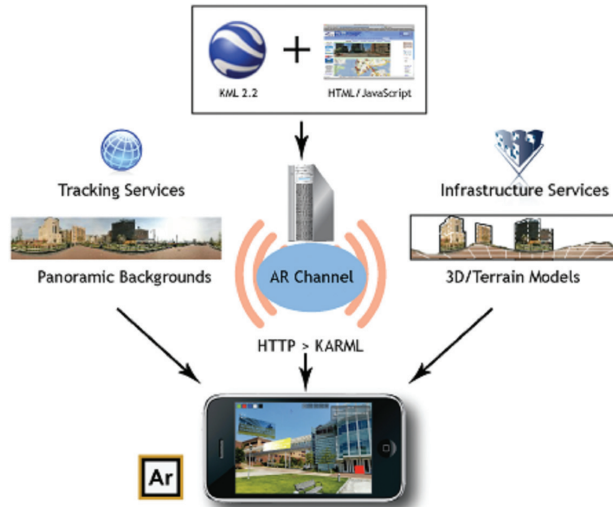 KML 2.2
HTML/JavaScript
Tracking Services
Infrastructure Services
Panoramic Backgrounds
AR Channel
3D/Terrain Models
HTTP > KARML
Ar